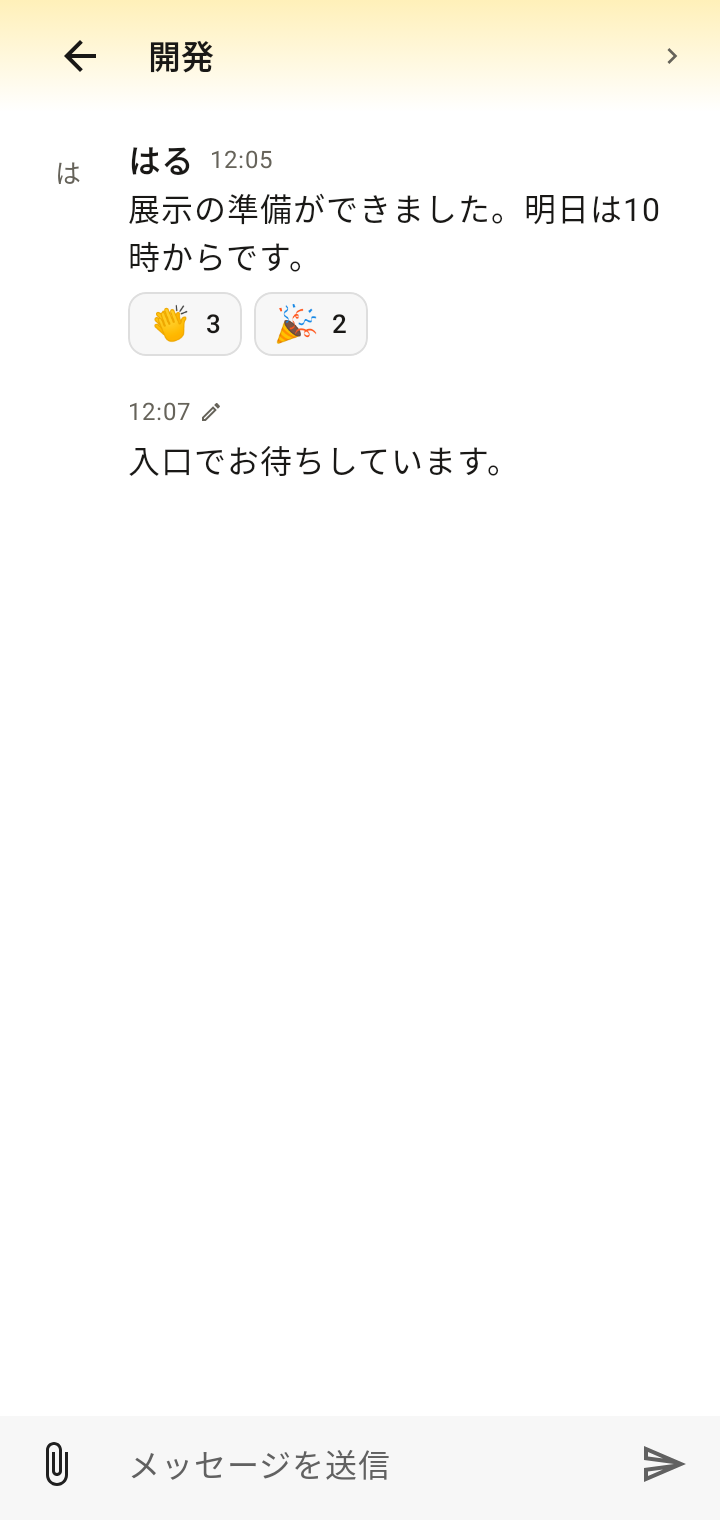 開発
は
はる 12:05
展示の準備ができました。明日は10
時からです。
👏 3 🎉 2
12:07
入口でお待ちしています。
メッセージを送信